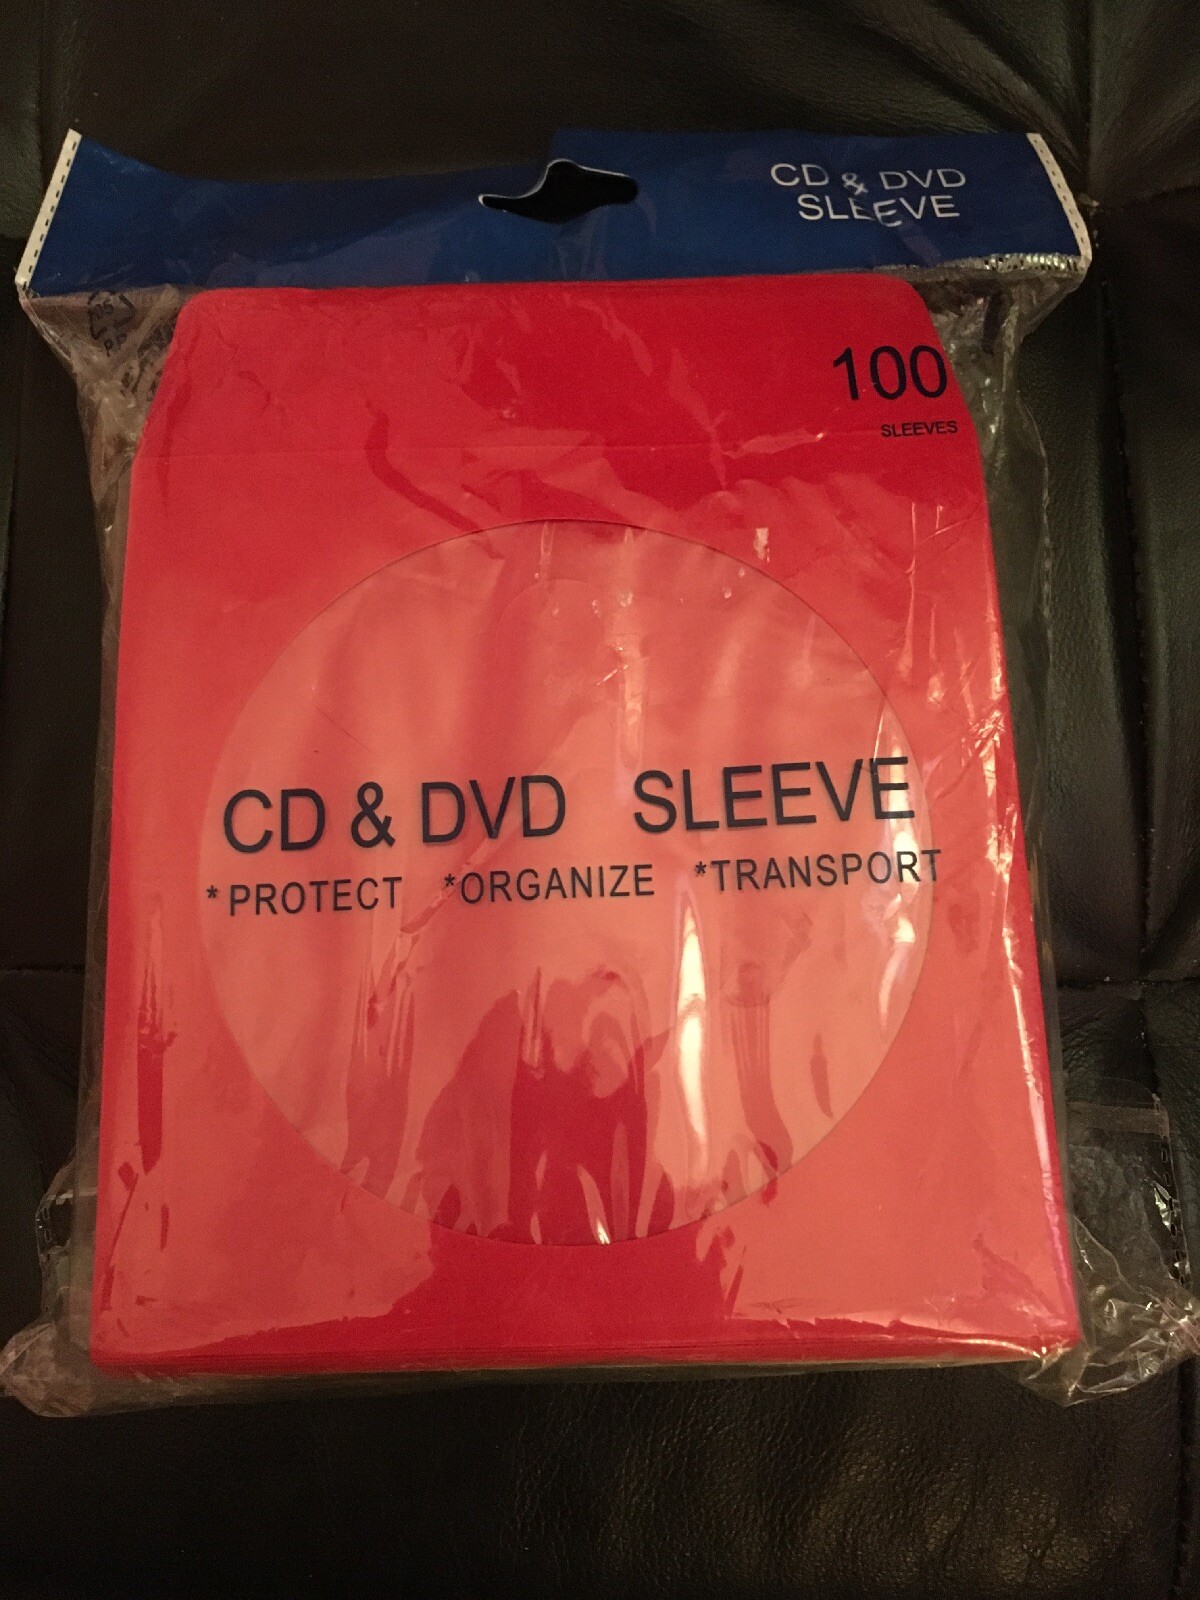 CD & DVD
SLEEVE
100
SLEEVES
CD & DVD SLEEVE
*PROTECT *ORGANIZE *TRANSPORT